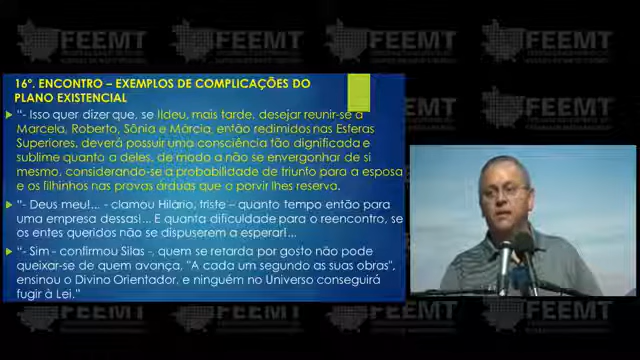 FEEMT FEEMT FEEMT
16º. ENCONTRO – EXEMPLOS DE COMPLICAÇÕES DO
PLANO EXISTENCIAL
"- Isso quer dizer que, se Ildeu, mais tarde, desejar reunir-se a
Marcela, Roberto, Sônia e Márcia, então redimidos nas Esferas
Superiores, deverá possuir uma consciência tão dignificada e
sublime quanto a deles, de modo a não se envergonhar de si
mesmo, considerando-se a probabilidade de triunfo para a esposa
e os filhinhos nas provas árduas que o porvir lhes reserva.
"- Deus meu!... - clamou Hilário, triste – quanto tempo então para
uma empresa dessas!... E quanta dificuldade para o reencontro, se
os entes queridos não se dispuserem a esperar!...
"- Sim - confirmou Silas -, quem se retarda por gosto não pode
queixar-se de quem avança, "A cada um segundo as suas obras",
ensinou o Divino Orientador, e ninguém no Universo conseguirá
fugir à Lei."
FEEMT FEEMT FEEMT